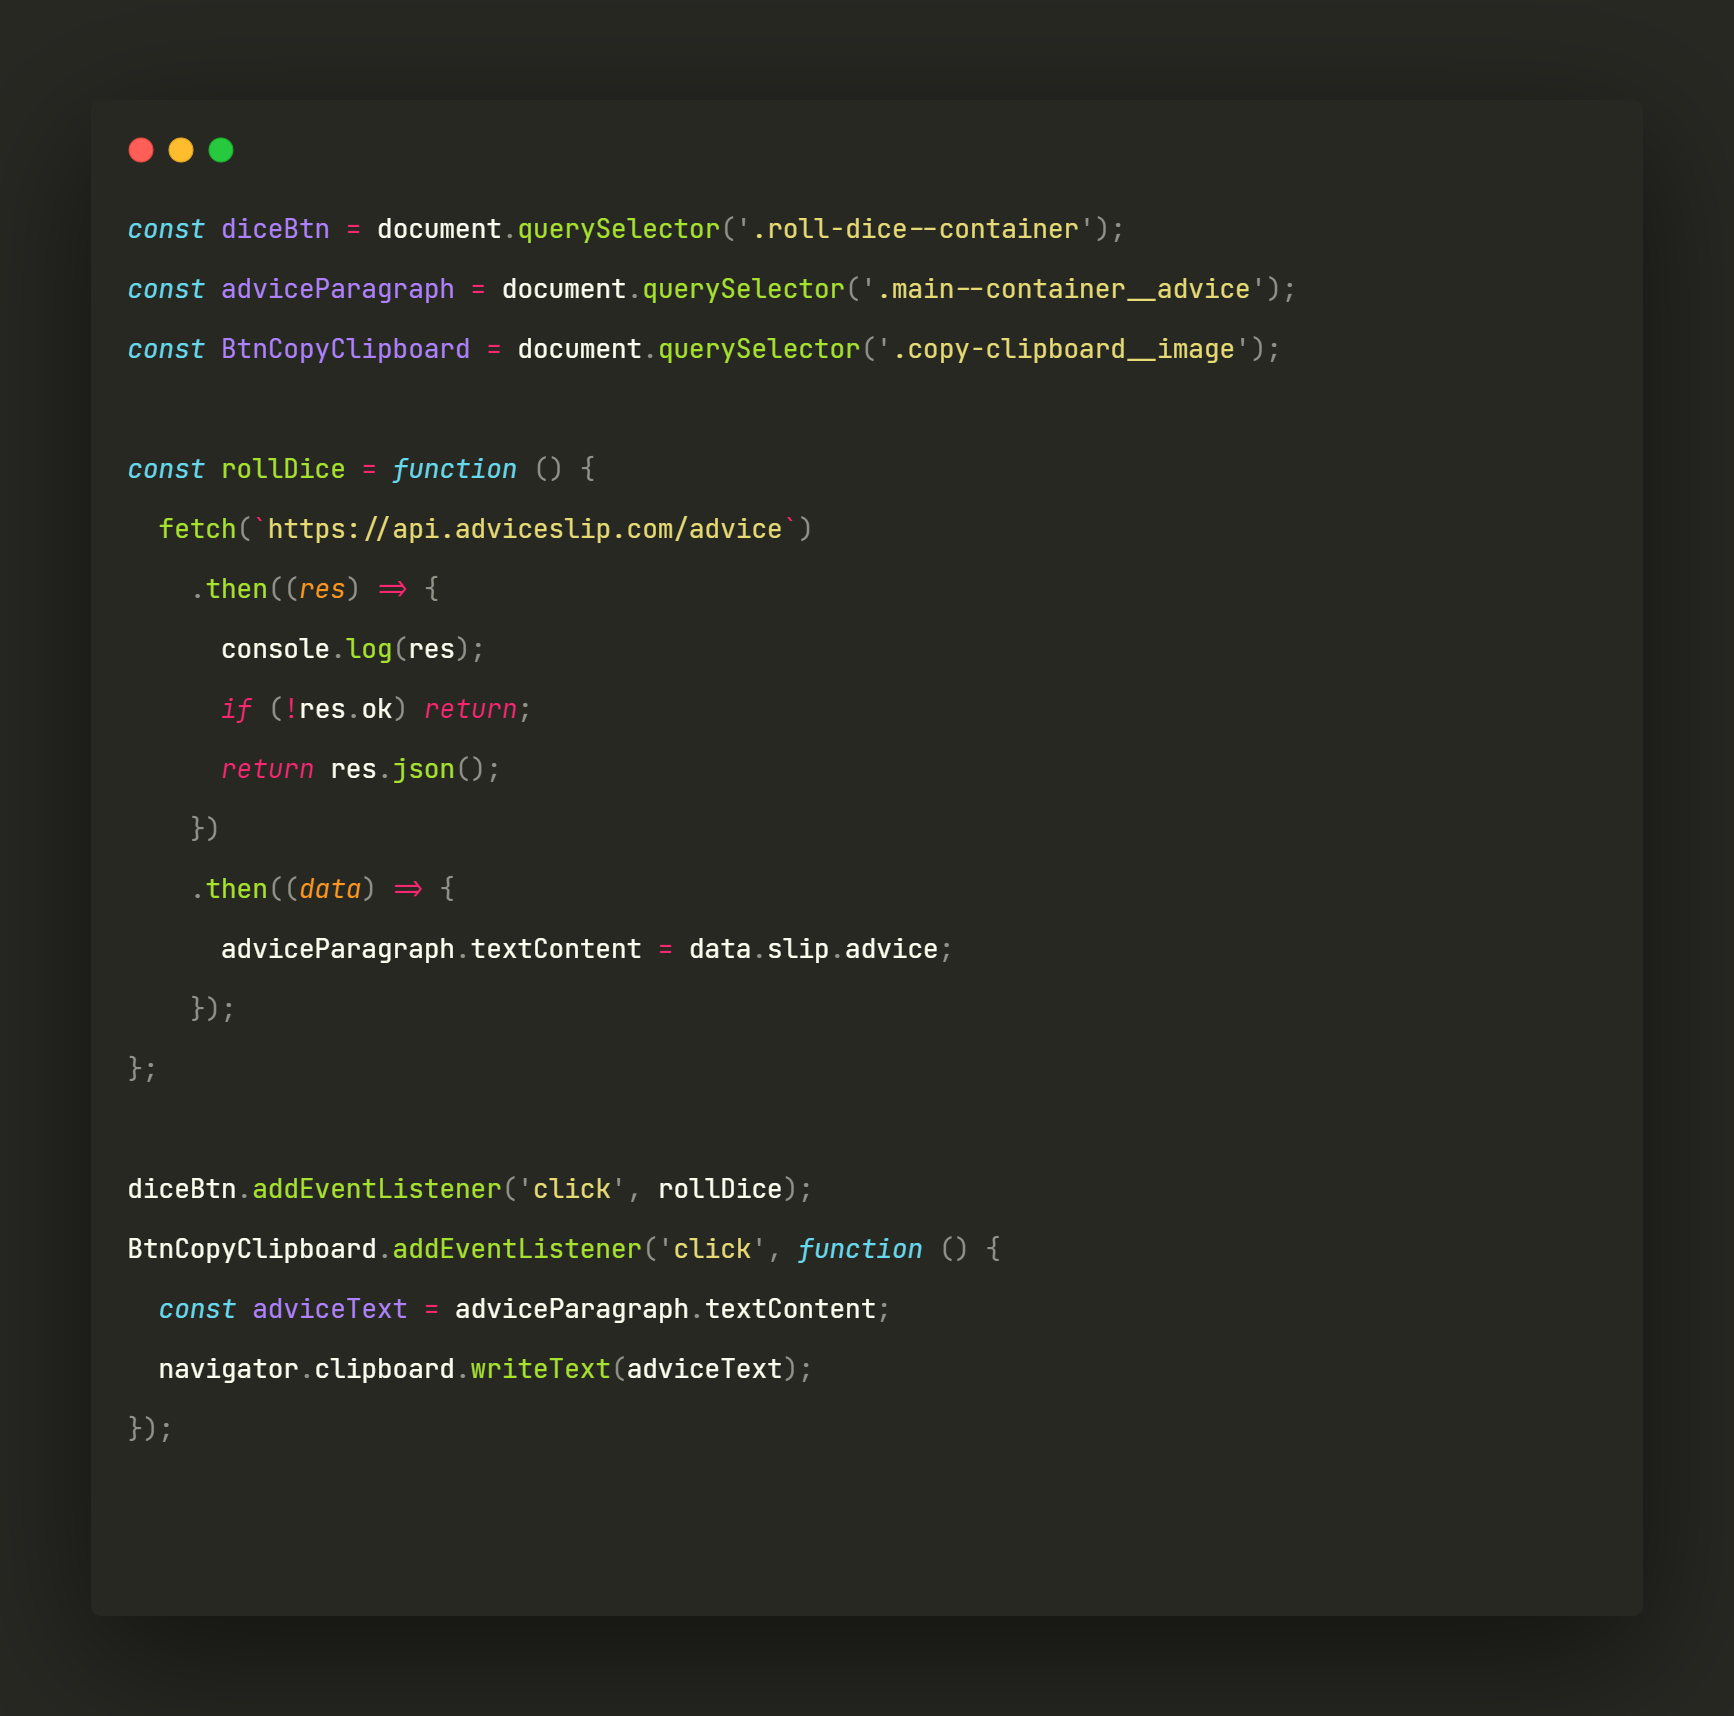 const diceBtn = document.querySelector('.roll-dice--container');
const adviceParagraph = document.querySelector('.main--container__advice');
const BtnCopyClipboard = document.querySelector('.copy-clipboard__image');

const rollDice = function () {
  fetch(`https://api.adviceslip.com/advice`)
    .then((res) => {
      console.log(res);
      if (!res.ok) return;
      return res.json();
    })
    .then((data) => {
      adviceParagraph.textContent = data.slip.advice;
    });
};

diceBtn.addEventListener('click', rollDice);
BtnCopyClipboard.addEventListener('click', function () {
  const adviceText = adviceParagraph.textContent;
  navigator.clipboard.writeText(adviceText);
});